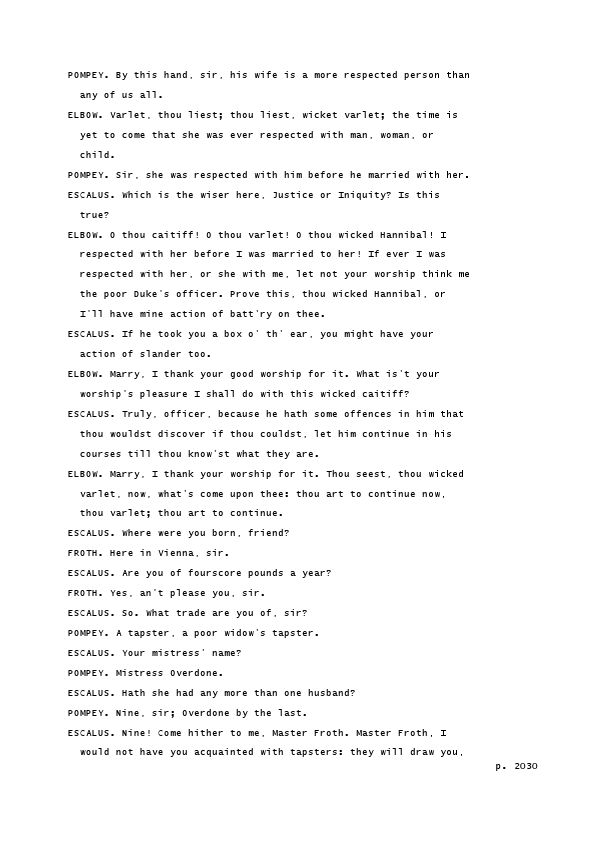 POMPEY. By this hand, sir, his wife is a more respected person than
any of us all.
ELBOW. Varlet, thou liest; thou liest, wicket varlet; the time is
yet to come that she was ever respected with man, woman, or
child.
POMPEY. Sir, she was respected with him before he married with her.
ESCALUS. Which is the wiser here, Justice or Iniquity? Is this
true?
ELBOW. O thou caitiff! O thou varlet! O thou wicked Hannibal! I
respected with her before I was married to her! If ever I was
respected with her, or she with me, let not your worship think me
the poor Duke's officer. Prove this, thou wicked Hannibal, or
I'll have mine action of batt'ry on thee.
ESCALUS. If he took you a box o' th' ear, you might have your
action of slander too.
ELBOW. Marry, I thank your good worship for it. What is't your
worship's pleasure I shall do with this wicked caitiff?
ESCALUS. Truly, officer, because he hath some offences in him that
thou wouldst discover if thou couldst, let him continue in his
courses till thou know'st what they are.
ELBOW. Marry, I thank your worship for it. Thou seest, thou wicked
varlet, now, what's come upon thee: thou art to continue now,
thou varlet; thou art to continue.
ESCALUS. Where were you born, friend?
FROTH. Here in Vienna, sir.
ESCALUS. Are you of fourscore pounds a year?
FROTH. Yes, an't please you, sir.
ESCALUS. So. What trade are you of, sir?
POMPEY. A tapster, a poor widow's tapster.
ESCALUS. Your mistress' name?
POMPEY. Mistress Overdone.
ESCALUS. Hath she had any more than one husband?
POMPEY. Nine, sir; Overdone by the last.
ESCALUS. Nine! Come hither to me, Master Froth. Master Froth, I
would not have you acquainted with tapsters: they will draw you,
p. 2030